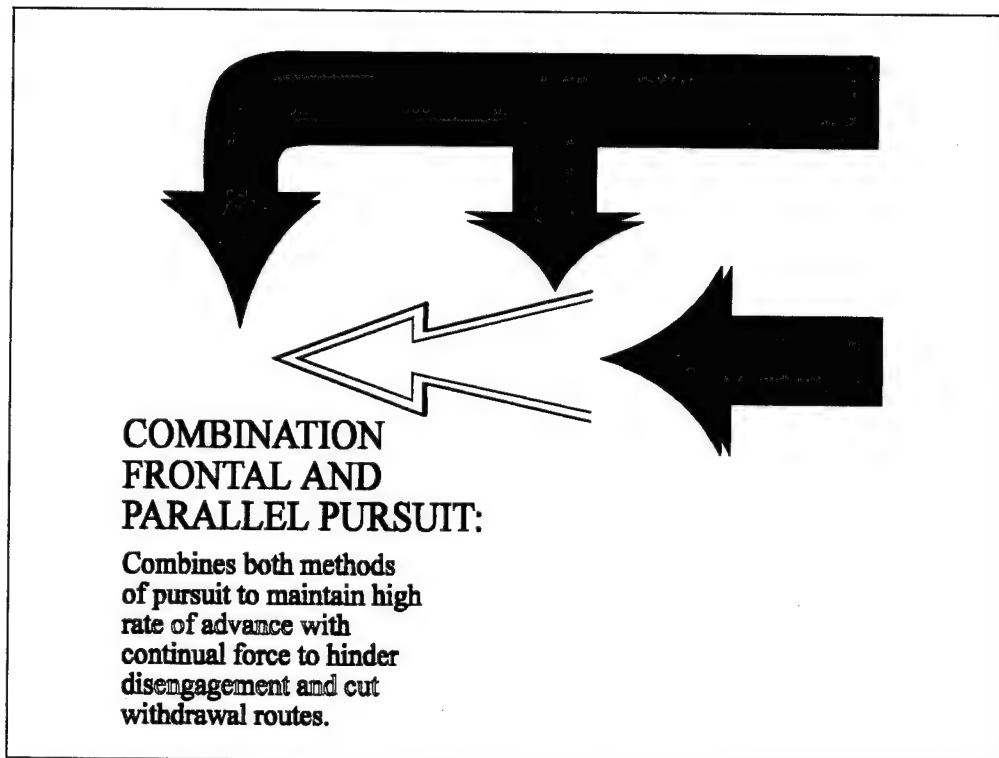 COMBINATION
FRONTAL AND
PARALLEL PURSUIT:
Combines both methods
of pursuit to maintain high
rate of advance with
continual force to hinder
disengagement and cut
withdrawal routes.